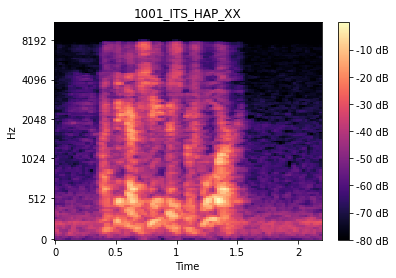 1001_ITS_HAP_XX
8192
4096
2048
1024
512
0
Hz
0
0.5
1
1.5
2
Time
-10 dB
-20 dB
-30 dB
-40 dB
-50 dB
-60 dB
-70 dB
-80 dB